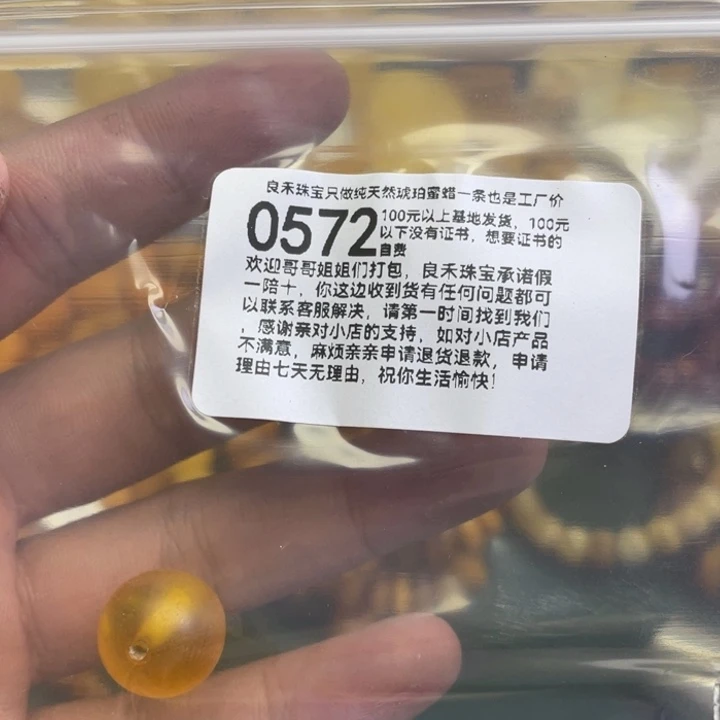 良禾珠宝只做纯天然琥珀蜜蜡一条也是工厂价
0572
100元以上基地发货，100元
以下没有证书，想要证书的
自费
欢迎哥哥姐姐们打包，良禾珠宝承诺假
一陪十，你这边收到货有任何问题都可
以联系客服解决，请第一时间找到我们
，感谢亲对小店的支持，如对小店产品
不满意，麻烦亲亲申请退货退款，申请
理由七天无理由，祝你生活愉快！